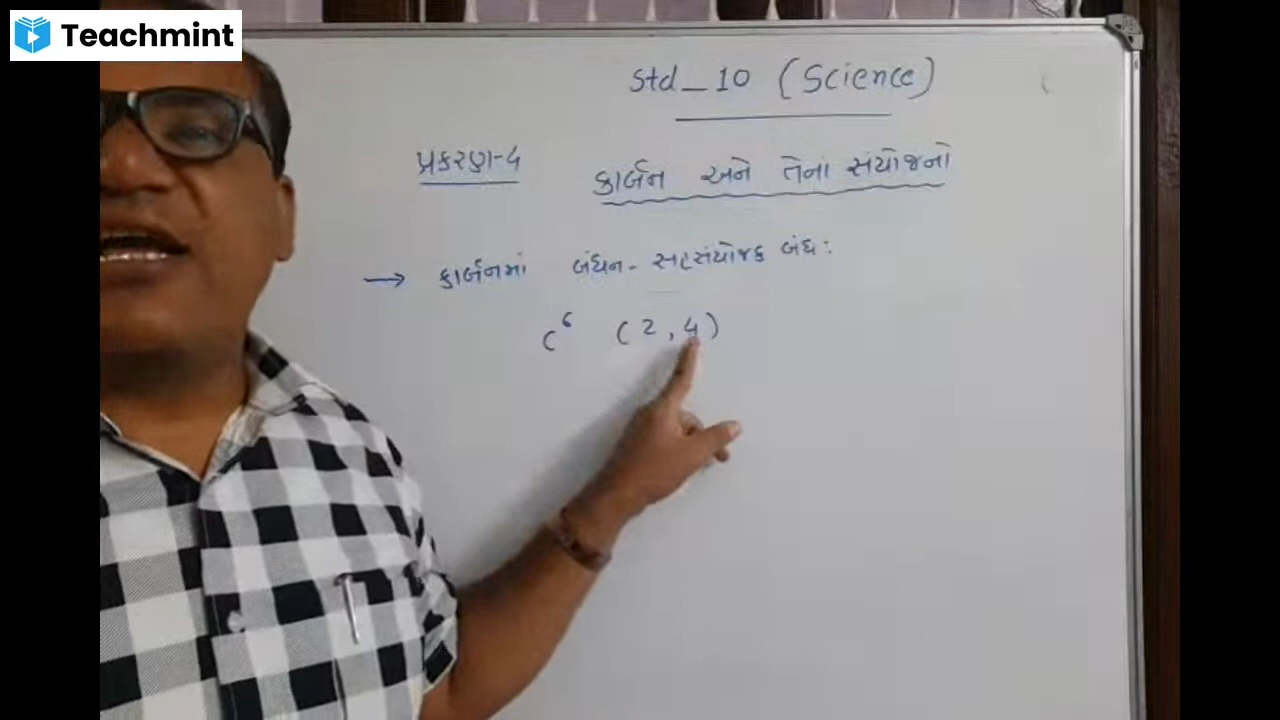 Teachmint
Std_10 (Science)
પ્રકરણ-4
કાર્બન અને તેનાં સંયોજનો
→ કાર્બનમાં બંધન - સહસંયોજક બંધ :
C⁶ (2,4)